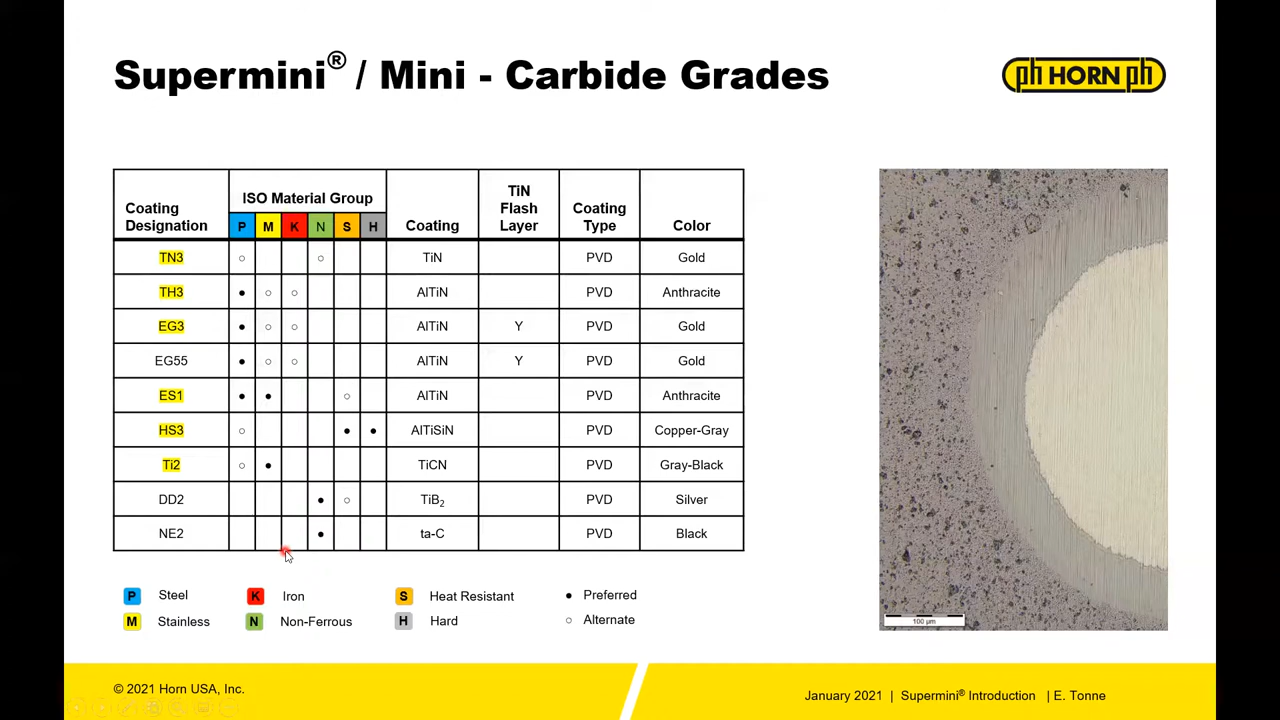 Supermini® / Mini - Carbide Grades
ph HORN ph
Coating Designation
ISO Material Group
P M K N S H
Coating
TiN Flash Layer
Coating Type
Color
TN3 ○ ○ TiN PVD Gold
TH3 ● ○ ○ AlTiN PVD Anthracite
EG3 ● ○ ○ AlTiN Y PVD Gold
EG55 ● ○ ○ AlTiN Y PVD Gold
ES1 ● ● ○ AlTiN PVD Anthracite
HS3 ○ ● ● AlTiSiN PVD Copper-Gray
Ti2 ○ ● TiCN PVD Gray-Black
DD2 ● ○ TiB₂ PVD Silver
NE2 ● ta-C PVD Black
P Steel K Iron S Heat Resistant ● Preferred
M Stainless N Non-Ferrous H Hard ○ Alternate
100 µm
© 2021 Horn USA, Inc.
January 2021 | Supermini® Introduction | E. Tonne